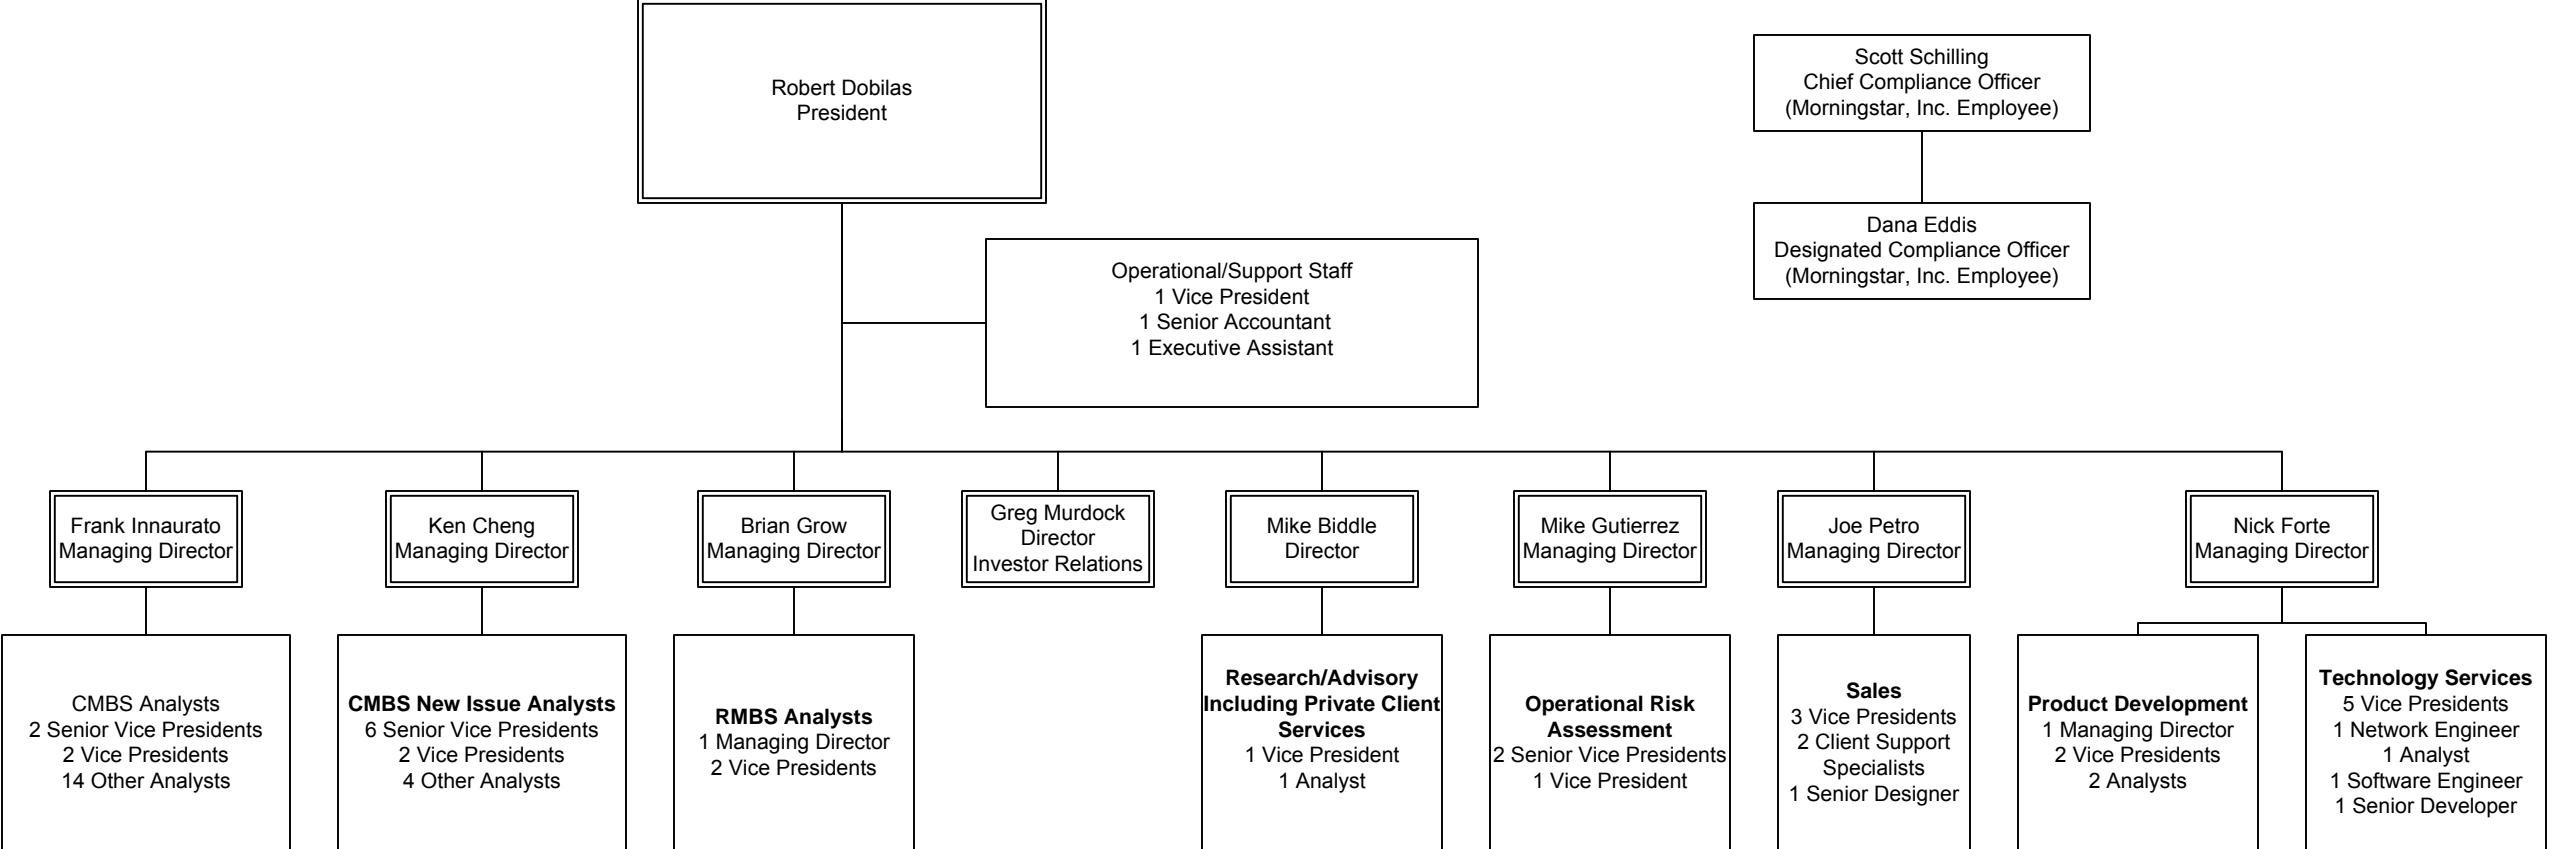 Robert Dobilas
President
Scott Schilling
Chief Compliance Officer
(Morningstar, Inc. Employee)
Dana Eddis
Designated Compliance Officer
(Morningstar, Inc. Employee)
Operational/Support Staff
1 Vice President
1 Senior Accountant
1 Executive Assistant
Frank Innaurato
Managing Director
Ken Cheng
Managing Director
Brian Grow
Managing Director
Greg Murdock
Director
Investor Relations
Mike Biddle
Director
Mike Gutierrez
Managing Director
Joe Petro
Managing Director
Nick Forte
Managing Director
CMBS Analysts
2 Senior Vice Presidents
2 Vice Presidents
14 Other Analysts
CMBS New Issue Analysts
6 Senior Vice Presidents
2 Vice Presidents
4 Other Analysts
RMBS Analysts
1 Managing Director
2 Vice Presidents
Research/Advisory
Including Private Client
Services
1 Vice President
1 Analyst
Operational Risk
Assessment
2 Senior Vice Presidents
1 Vice President
Sales
3 Vice Presidents
2 Client Support
Specialists
1 Senior Designer
Product Development
1 Managing Director
2 Vice Presidents
2 Analysts
Technology Services
5 Vice Presidents
1 Network Engineer
1 Analyst
1 Software Engineer
1 Senior Developer